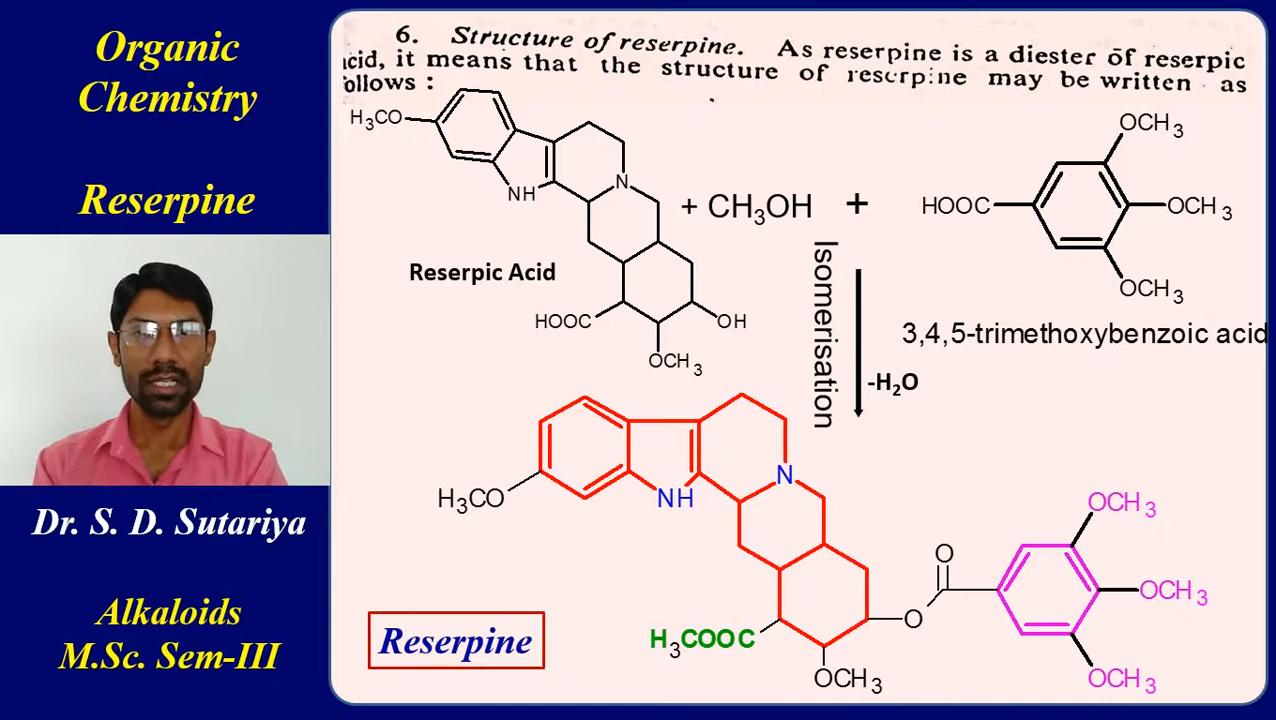 Organic
Chemistry
Reserpine
Dr. S. D. Sutariya
Alkaloids
M.Sc. Sem-III
6. Structure of reserpine. As reserpine is a diester of reserpic
acid, it means that the structure of reserpine may be written as
follows :
H₃CO
NH
N
HOOC
OH
OCH₃
Reserpic Acid
+ CH₃OH +
HOOC
OCH₃
OCH₃
OCH₃
3,4,5-trimethoxybenzoic acid
Isomerisation
-H₂O
H₃CO
NH
N
H₃COOC
OCH₃
O
O
OCH₃
OCH₃
OCH₃
Reserpine